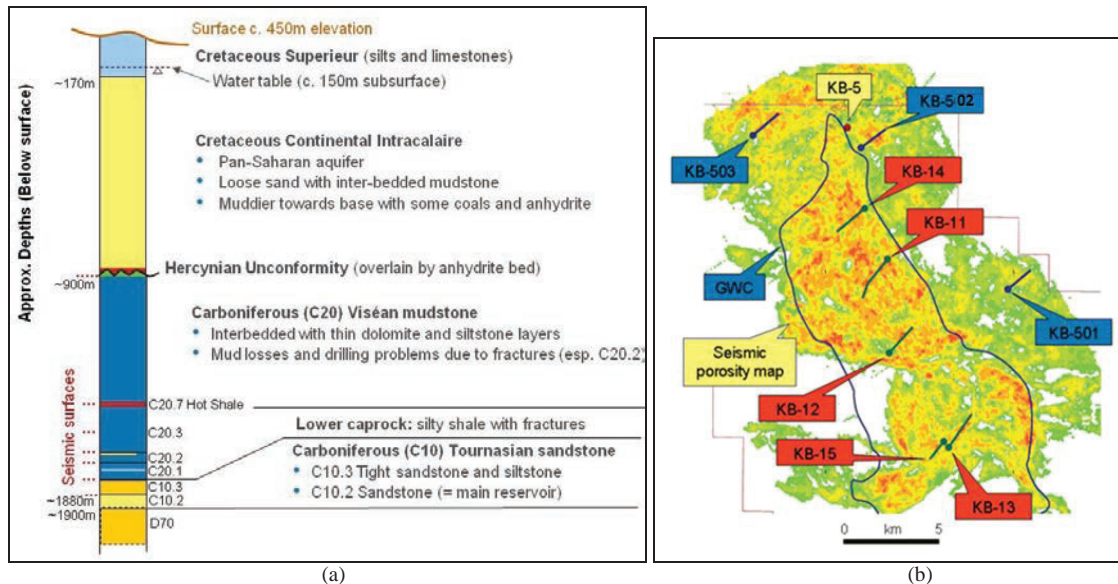 Surface c. 450m elevation
Cretaceous Superieur (silts and limestones)
Water table (c. 150m subsurface)
~170m
Cretaceous Continental Intracalaire
• Pan-Saharan aquifer
• Loose sand with inter-bedded mudstone
• Muddier towards base with some coals and anhydrite
Approx. Depths (Below surface)
Hercynian Unconformity (overlain by anhydrite bed)
~900m
Carboniferous (C20) Viséan mudstone
• Interbedded with thin dolomite and siltstone layers
• Mud losses and drilling problems due to fractures (esp. C20.2)
Seismic surfaces
C20.7 Hot Shale
Lower caprock: silty shale with fractures
C20.3
Carboniferous (C10) Tournasian sandstone
C20.2
C20.1
• C10.3 Tight sandstone and siltstone
C10.3
• C10.2 Sandstone (= main reservoir)
~1880m
C10.2
~1900m
D70
(a)
KB-5
KB-502
KB-503
KB-14
KB-11
GWC
KB-501
Seismic
porosity map
KB-12
KB-15
KB-13
0 km 5
(b)